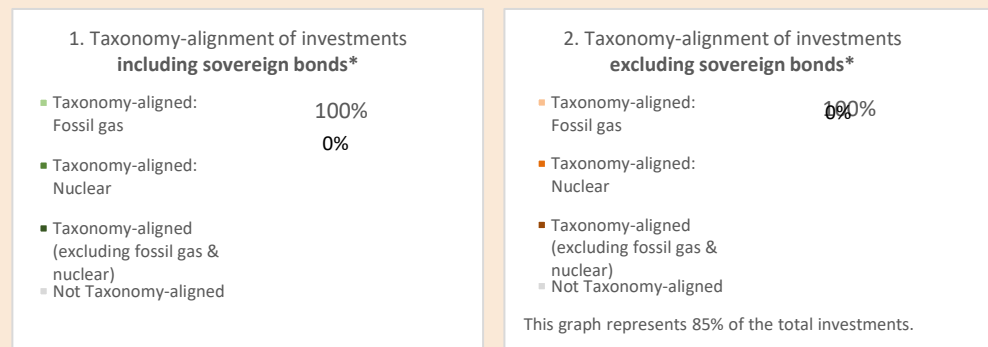 1. Taxonomy-alignment of investments
including sovereign bonds*
Taxonomy-aligned:
Fossil gas
Taxonomy-aligned:
Nuclear
Taxonomy-aligned
(excluding fossil gas &
nuclear)
Not Taxonomy-aligned
100%
0%
2. Taxonomy-alignment of investments
excluding sovereign bonds*
Taxonomy-aligned:
Fossil gas
Taxonomy-aligned:
Nuclear
Taxonomy-aligned
(excluding fossil gas &
nuclear)
Not Taxonomy-aligned
100%
0%
This graph represents 85% of the total investments.